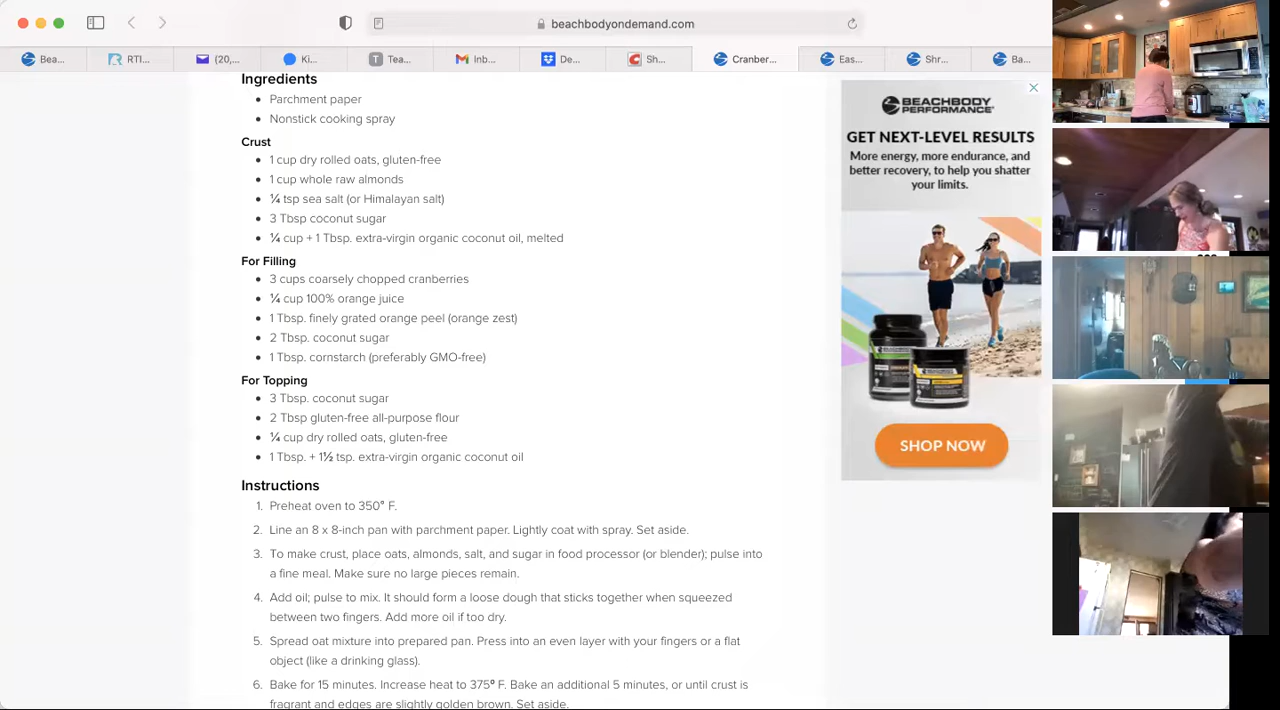 beachbodyondemand.com
Bea...
RTI...
(20,...
Ki...
T Tea...
Inb...
De...
Sh...
Cranber...
Eas...
Shr...
Ba...
Ingredients
• Parchment paper
• Nonstick cooking spray
Crust
• 1 cup dry rolled oats, gluten-free
• 1 cup whole raw almonds
• ¼ tsp sea salt (or Himalayan salt)
• 3 Tbsp coconut sugar
• ¼ cup + 1 Tbsp. extra-virgin organic coconut oil, melted
For Filling
• 3 cups coarsely chopped cranberries
• ¼ cup 100% orange juice
• 1 Tbsp. finely grated orange peel (orange zest)
• 2 Tbsp. coconut sugar
• 1 Tbsp. cornstarch (preferably GMO-free)
For Topping
• 3 Tbsp. coconut sugar
• 2 Tbsp gluten-free all-purpose flour
• ¼ cup dry rolled oats, gluten-free
• 1 Tbsp. + 1½ tsp. extra-virgin organic coconut oil
Instructions
1. Preheat oven to 350° F.
2. Line an 8 x 8-inch pan with parchment paper. Lightly coat with spray. Set aside.
3. To make crust, place oats, almonds, salt, and sugar in food processor (or blender); pulse into
a fine meal. Make sure no large pieces remain.
4. Add oil; pulse to mix. It should form a loose dough that sticks together when squeezed
between two fingers. Add more oil if too dry.
5. Spread oat mixture into prepared pan. Press into an even layer with your fingers or a flat
object (like a drinking glass).
6. Bake for 15 minutes. Increase heat to 375° F. Bake an additional 5 minutes, or until crust is
fragrant and edges are slightly golden brown. Set aside.
BEACHBODY
PERFORMANCE
GET NEXT-LEVEL RESULTS
More energy, more endurance, and
better recovery, to help you shatter
your limits.
SHOP NOW